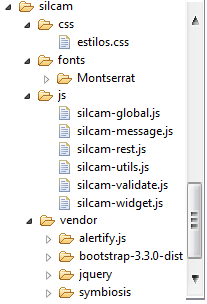 silcam
css
estilos.css
fonts
Montserrat
js
silcam-global.js
silcam-message.js
silcam-rest.js
silcam-utils.js
silcam-validate.js
silcam-widget.js
vendor
alertify.js
bootstrap-3.3.0-dist
jquery
symbiosis